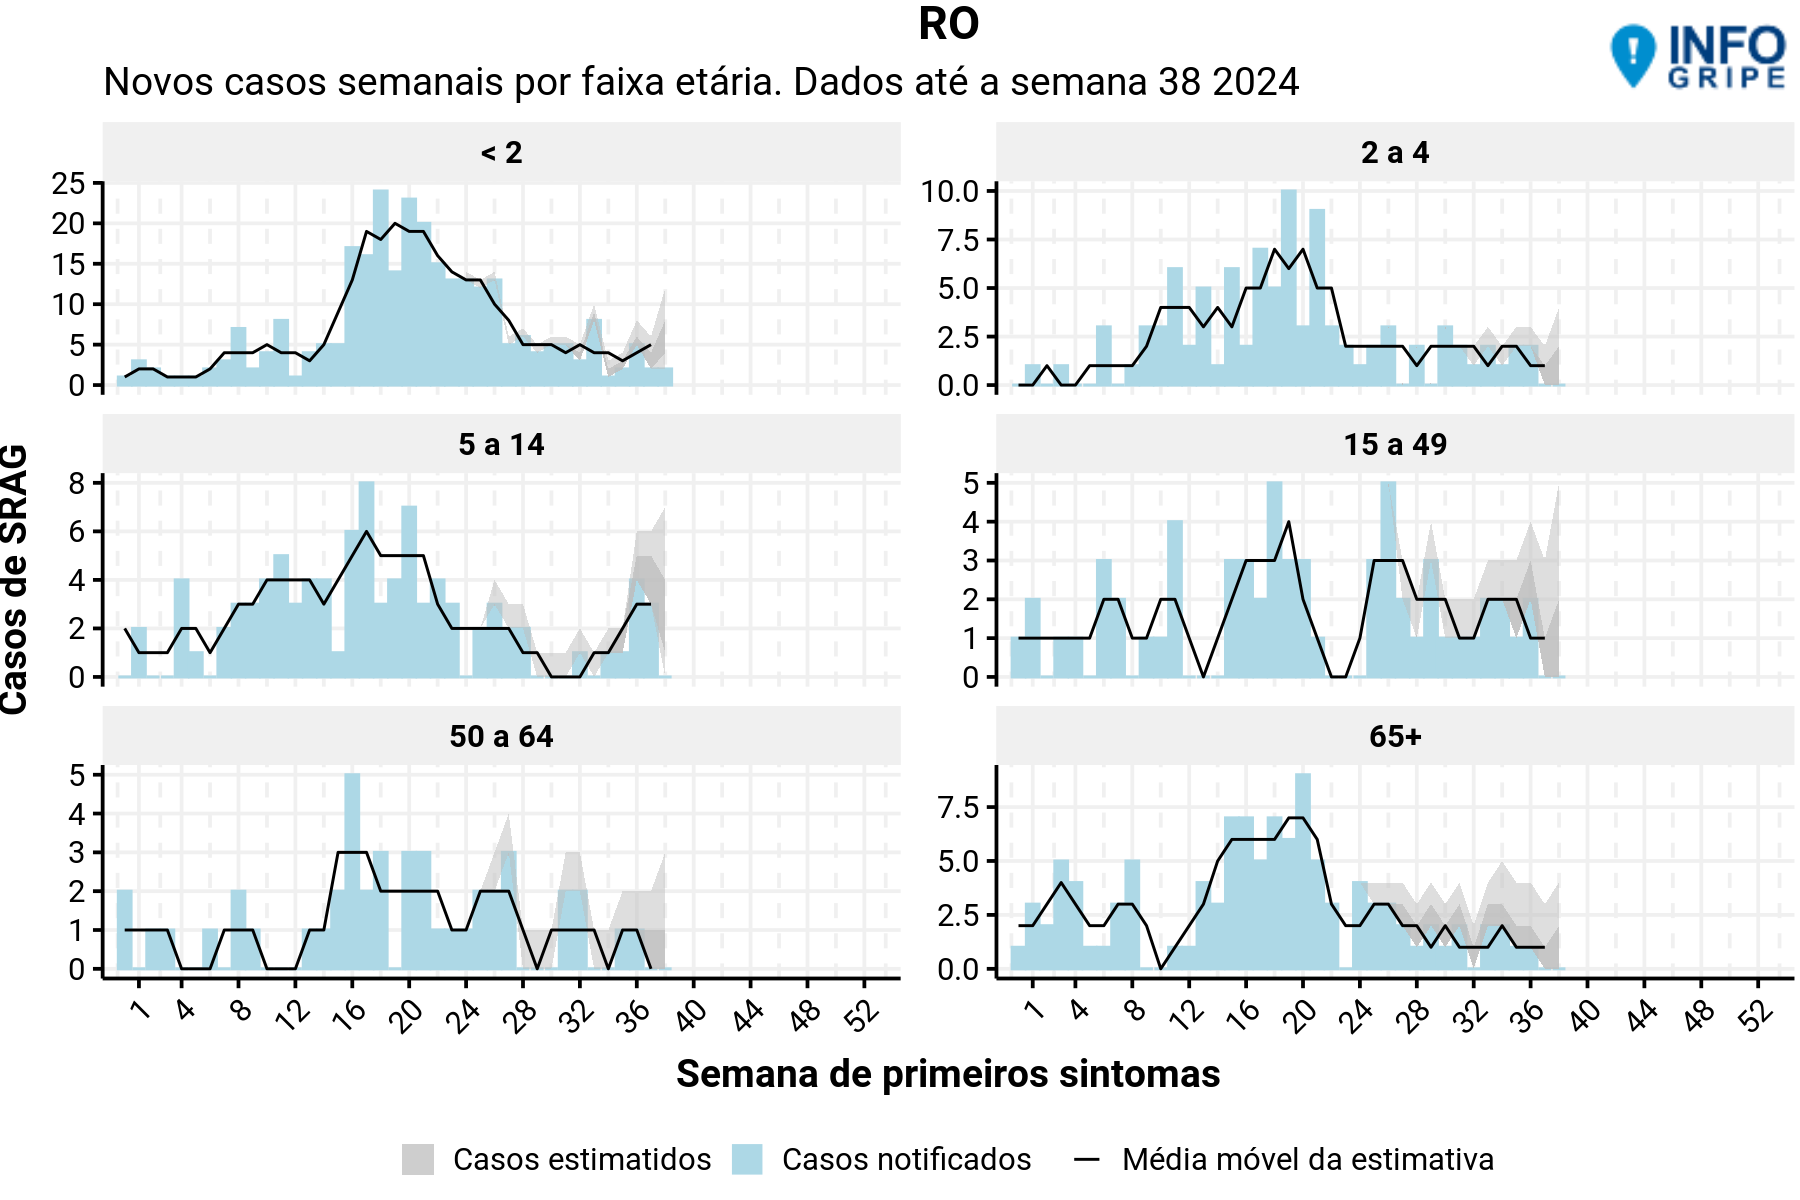 RO
INFO
GRIPE
Novos casos semanais por faixa etária. Dados até a semana 38 2024
Casos de SRAG
< 2
25
20
15
10
5
0
2 a 4
10.0
7.5
5.0
2.5
0.0
5 a 14
8
6
4
2
0
15 a 49
5
4
3
2
1
0
50 a 64
5
4
3
2
1
0
65+
7.5
5.0
2.5
0.0
1 4 8 12 16 20 24 28 32 36 40 44 48 52
1 4 8 12 16 20 24 28 32 36 40 44 48 52
Semana de primeiros sintomas
Casos estimatidos Casos notificados Média móvel da estimativa